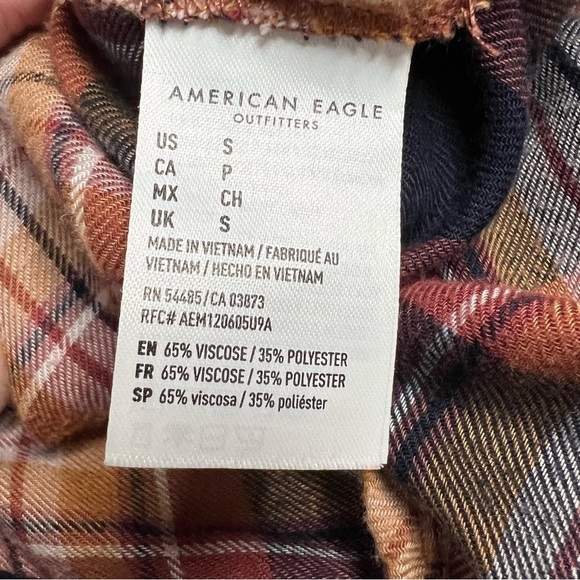 AMERICAN EAGLE
OUTFITTERS
US S
CA P
MX CH
UK S
MADE IN VIETNAM / FABRIQUÉ AU
VIETNAM / HECHO EN VIETNAM
RN 54485/CA 03873
RFC# AEM120605U9A
EN 65% VISCOSE / 35% POLYESTER
FR 65% VISCOSE / 35% POLYESTER
SP 65% viscosa / 35% poliéster